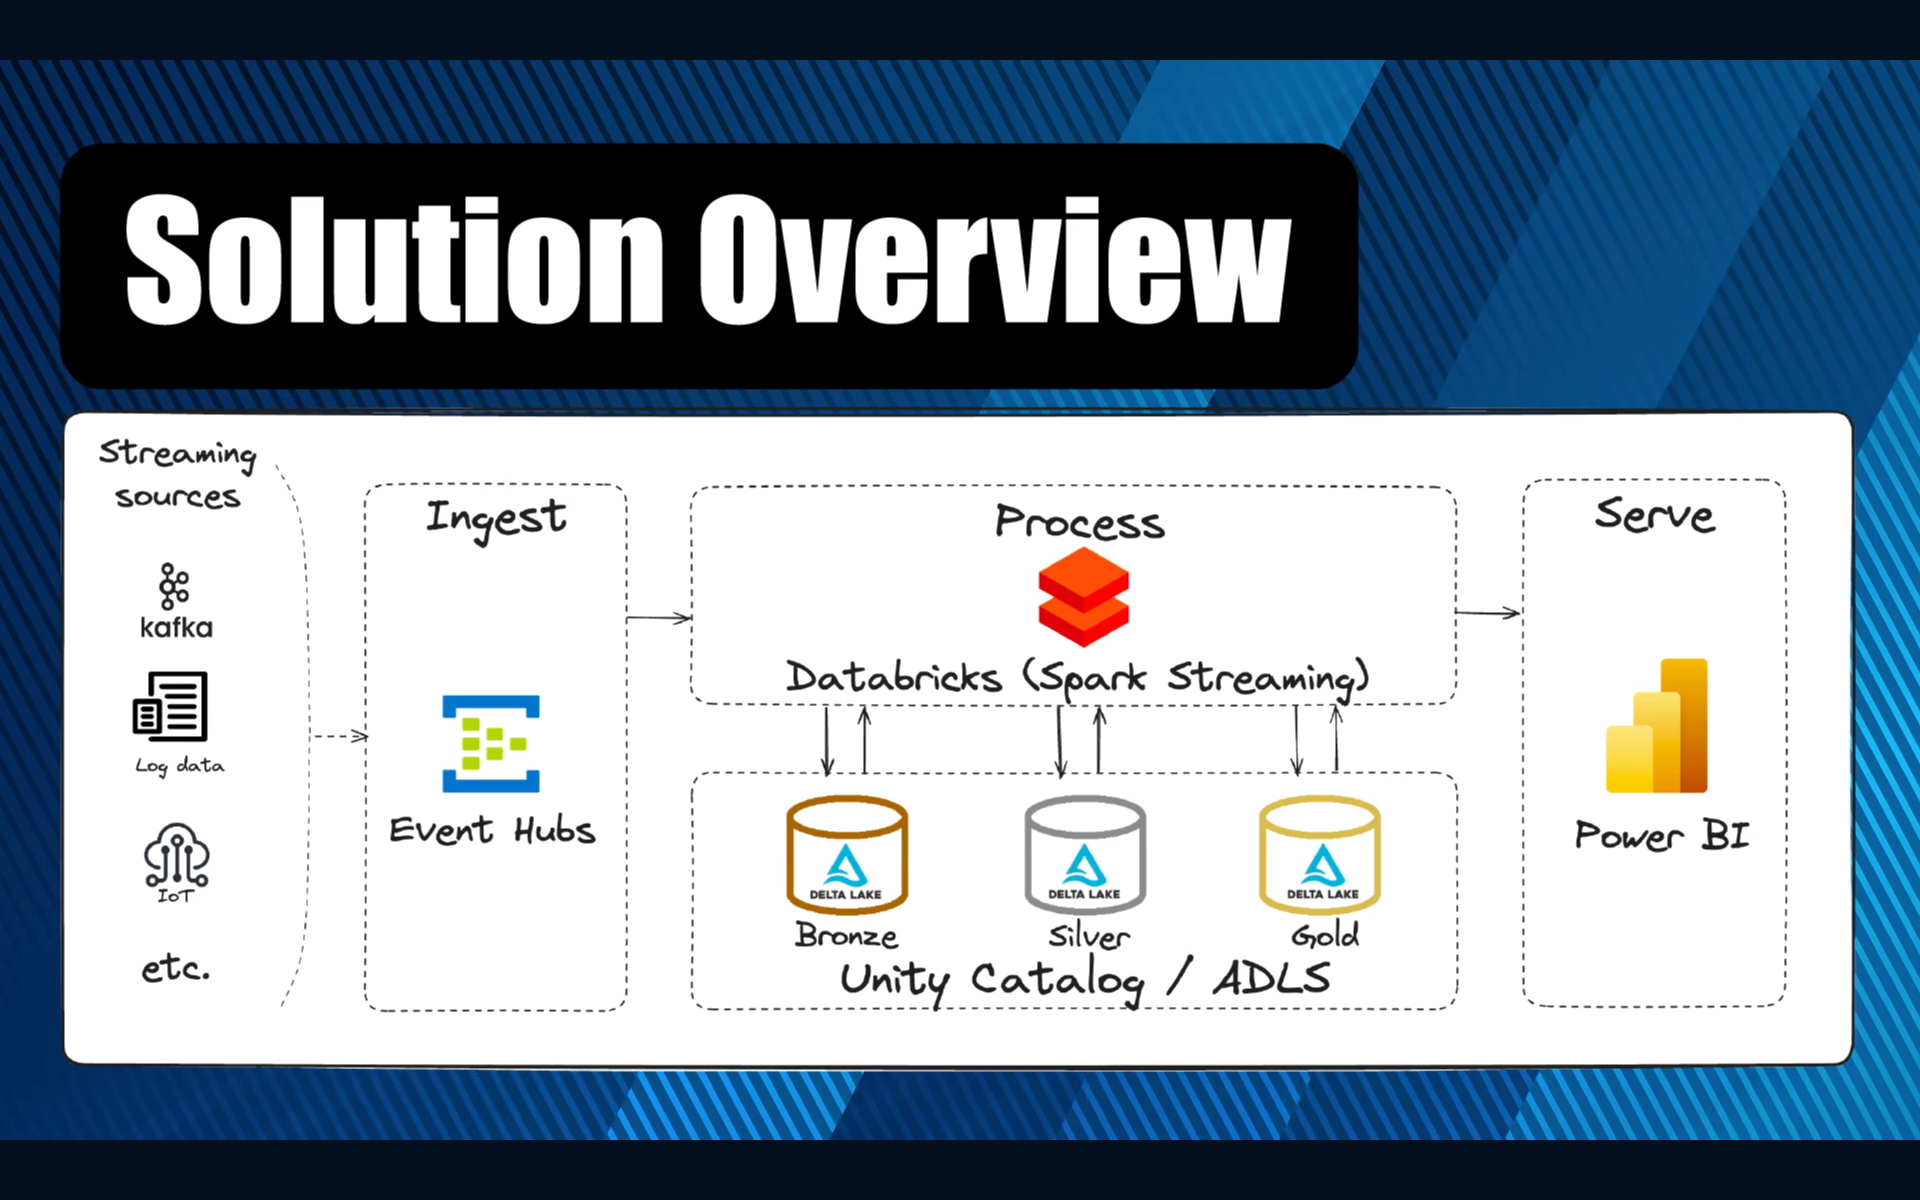 Solution Overview
Streaming
sources
kafka
Log data
IoT
etc.
Ingest
Event Hubs
Process
Databricks (Spark Streaming)
DELTA LAKE
Bronze
DELTA LAKE
Silver
DELTA LAKE
Gold
Unity Catalog / ADLS
Serve
Power BI